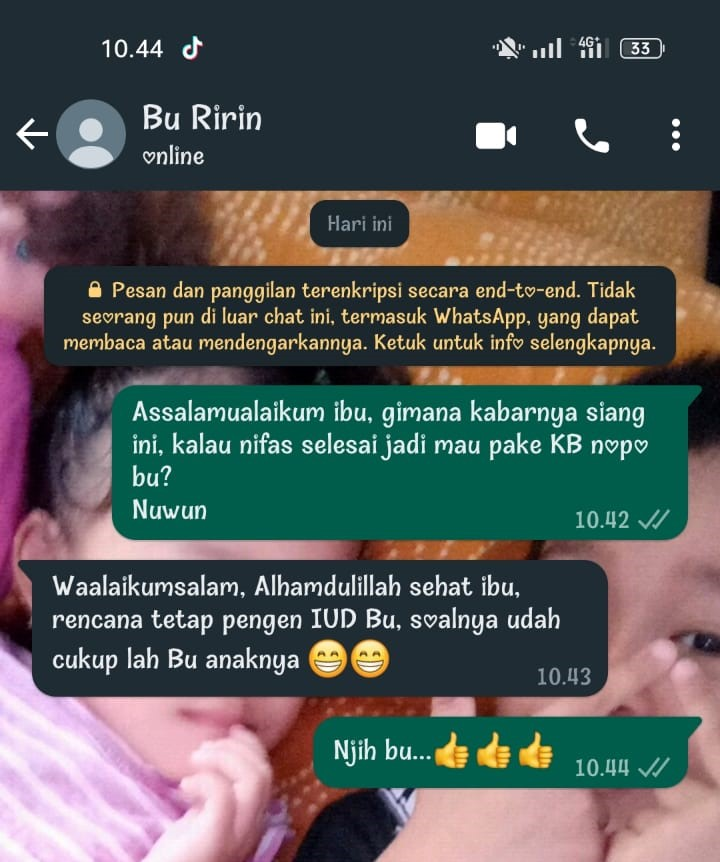 10.44
4G+
33
Bu Ririn
online
Hari ini
Pesan dan panggilan terenkripsi secara end-to-end. Tidak
seorang pun di luar chat ini, termasuk WhatsApp, yang dapat
membaca atau mendengarkannya. Ketuk untuk info selengkapnya.
Assalamualaikum ibu, gimana kabarnya siang
ini, kalau nifas selesai jadi mau pake KB nopo
bu?
Nuwun
10.42
Waalaikumsalam, Alhamdulillah sehat ibu,
rencana tetap pengen IUD Bu, soalnya udah
cukup lah Bu anaknya 😁😁
10.43
Njih bu...👍👍👍
10.44